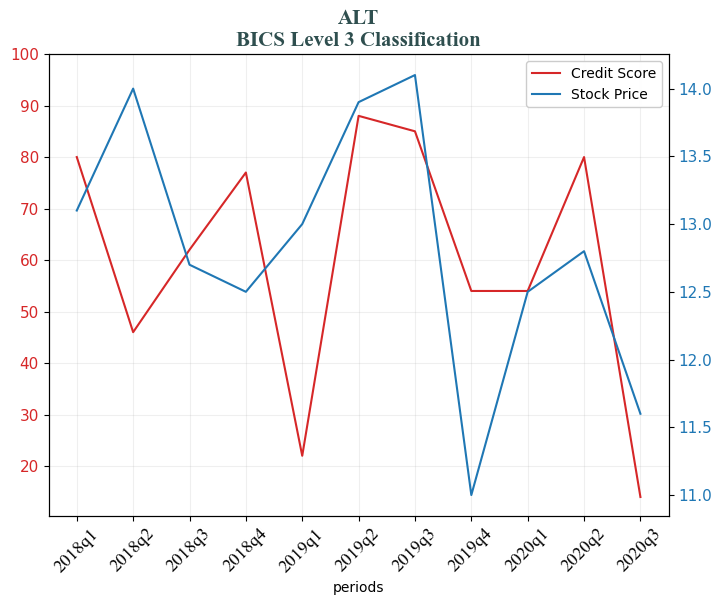 ALT
BICS Level 3 Classification
Credit Score
Stock Price
100
90
80
70
60
50
40
30
20
14.0
13.5
13.0
12.5
12.0
11.5
11.0
2018q1
2018q2
2018q3
2018q4
2019q1
2019q2
2019q3
2019q4
2020q1
2020q2
2020q3
periods